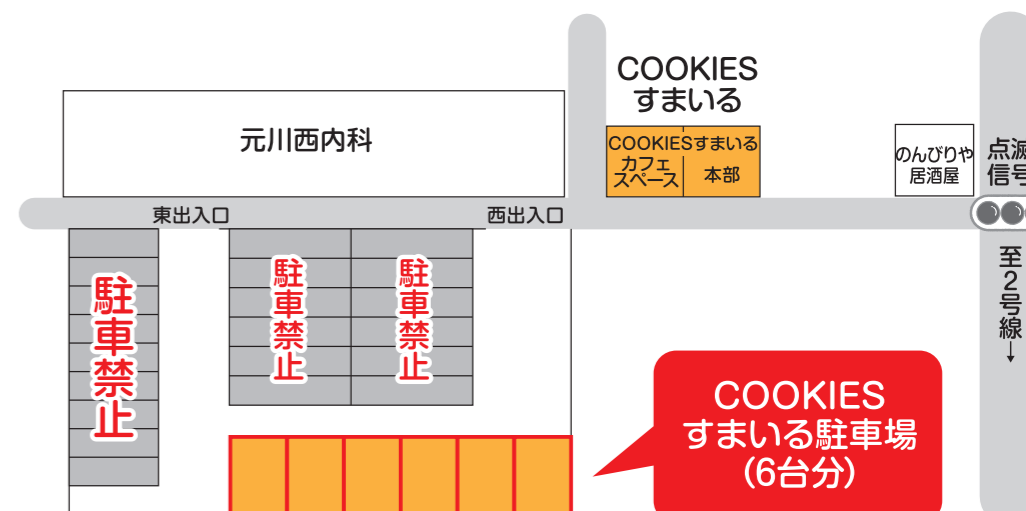 COOKIES
すまいる
元川西内科
COOKIESすまいる
カフェ
スペース
本部
のんびりや
居酒屋
点滅
信号
東出入口
西出入口
駐車禁止
駐車禁止
駐車禁止
至2号線→
COOKIES
すまいる駐車場
(6台分)